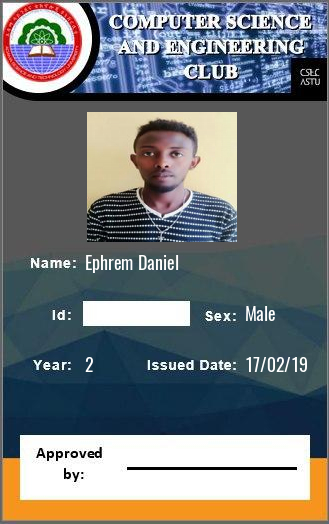 COMPUTER SCIENCE
AND ENGINEERING
CLUB
CSEC
ASTU
Name: Ephrem Daniel
Id:
Sex: Male
Year: 2
Issued Date: 17/02/19
Approved
by: